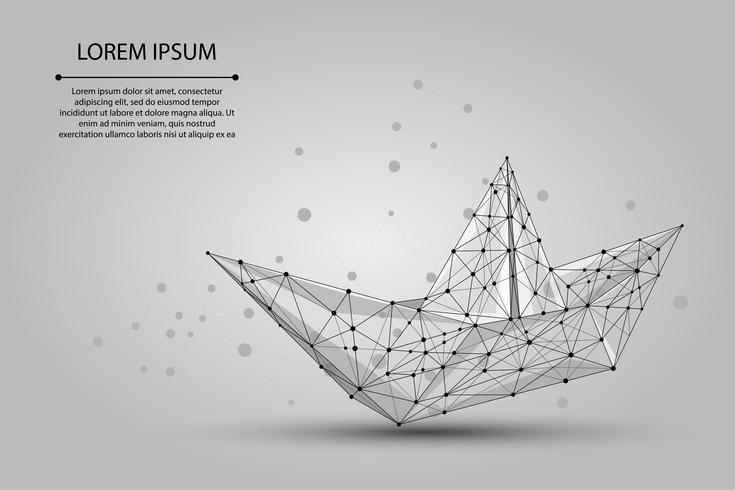 LOREM IPSUM
Lorem ipsum dolor sit amet, consectetur
adipiscing elit, sed do eiusmod tempor
incididunt ut labore et dolore magna aliqua. Ut
enim ad minim veniam, quis nostrud
exercitation ullamco laboris nisi ut aliquip ex ea